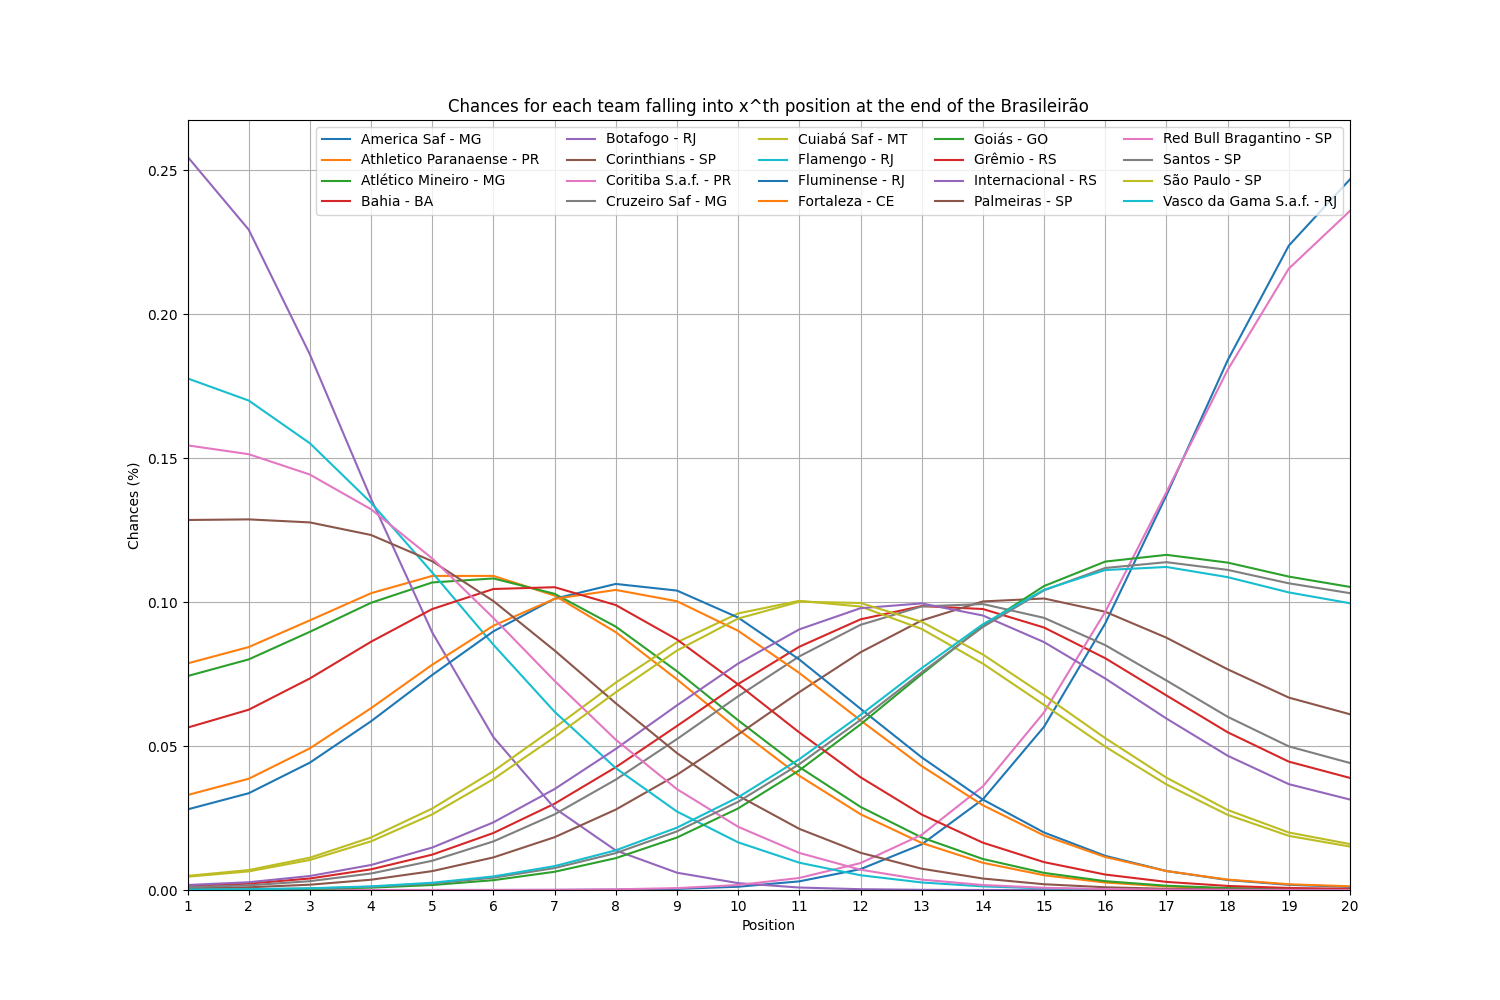 Chances for each team falling into x^th position at the end of the Brasileirão
America Saf - MG
Athletico Paranaense - PR
Atlético Mineiro - MG
Bahia - BA
Botafogo - RJ
Corinthians - SP
Coritiba S.a.f. - PR
Cruzeiro Saf - MG
Cuiabá Saf - MT
Flamengo - RJ
Fluminense - RJ
Fortaleza - CE
Goiás - GO
Grêmio - RS
Internacional - RS
Palmeiras - SP
Red Bull Bragantino - SP
Santos - SP
São Paulo - SP
Vasco da Gama S.a.f. - RJ
Chances (%)
0.25
0.20
0.15
0.10
0.05
0.00
1 2 3 4 5 6 7 8 9 10 11 12 13 14 15 16 17 18 19 20
Position